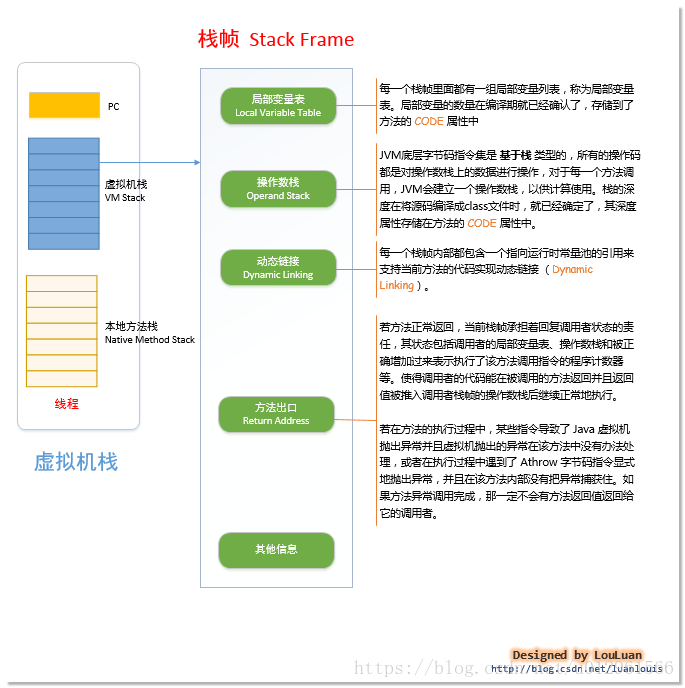 栈帧 Stack Frame
PC
虚拟机栈
VM Stack
本地方法栈
Native Method Stack
线程
虚拟机栈
局部变量表
Local Variable Table
每一个栈帧里面都有一组局部变量列表，称为局部变量
表。局部变量的数量在编译期就已经确认了，存储到了
方法的 CODE 属性中
操作数栈
Operand Stack
JVM底层字节码指令集是 基于栈 类型的，所有的操作码
都是对操作数栈上的数据进行操作，对于每一个方法调
用，JVM会建立一个操作数栈，以供计算使用。栈的深
度在将源码编译成class文件时，就已经确定了，其深度
属性存储在方法的 CODE 属性中。
动态链接
Dynamic Linking
每一个栈帧内部都包含一个指向运行时常量池的引用来
支持当前方法的代码实现动态链接 （Dynamic
Linking）。
方法出口
Return Address
若方法正常返回，当前栈帧承担着回复调用者状态的责
任，其状态包括调用者的局部变量表、操作数栈和被正
确增加过来表示执行了该方法调用指令的程序计数器
等。使得调用者的代码能在被调用的方法返回并且返回
值被推入调用者栈帧的操作数栈后继续正常地执行。
若在方法的执行过程中，某些指令导致了 Java 虚拟机
抛出异常并且虚拟机抛出的异常在该方法中没有办法处
理，或者在执行过程中遇到了 Athrow 字节码指令显式
地抛出异常，并且在该方法内部没有把异常捕获住。如
果方法异常调用完成，那一定不会有方法返回值返回给
它的调用者。
其他信息
Designed by LouLuan
http://blog.csdn.net/luanlouis